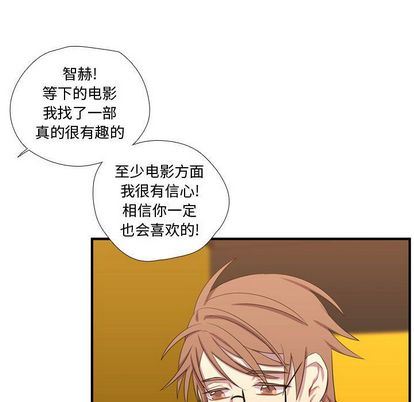 智赫!
等下的电影
我找了一部
真的很有趣的
至少电影方面
我很有信心!
相信你一定
也会喜欢的!